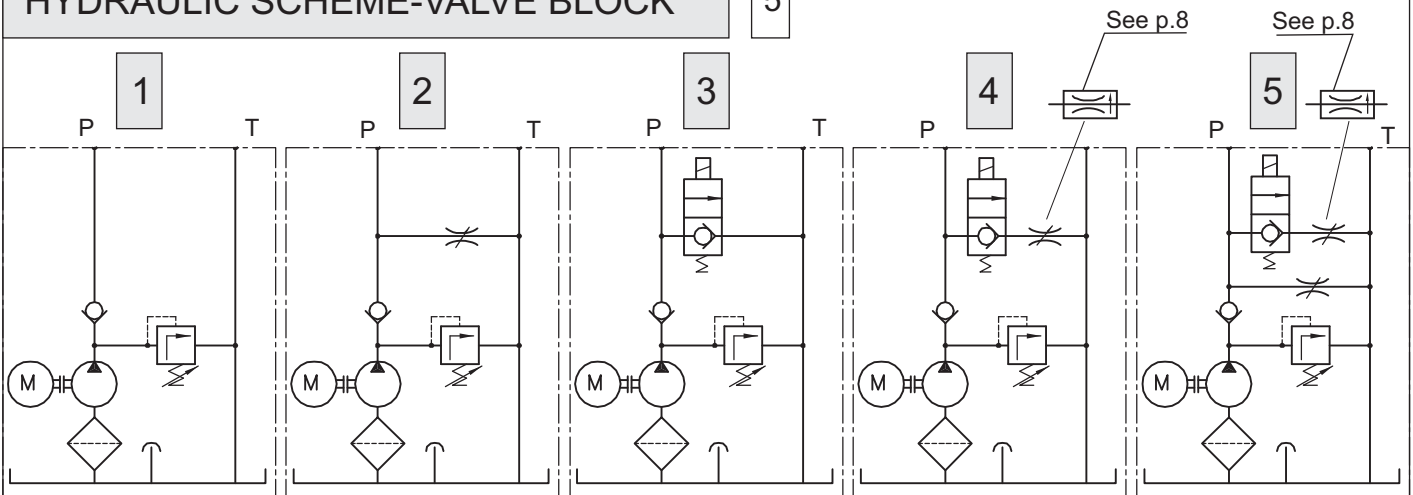 HYDRAULIC SCHEME-VALVE BLOCK 5
See p.8 See p.8
1 2 3 4 5
P T P T P T P T P T
M M M M M